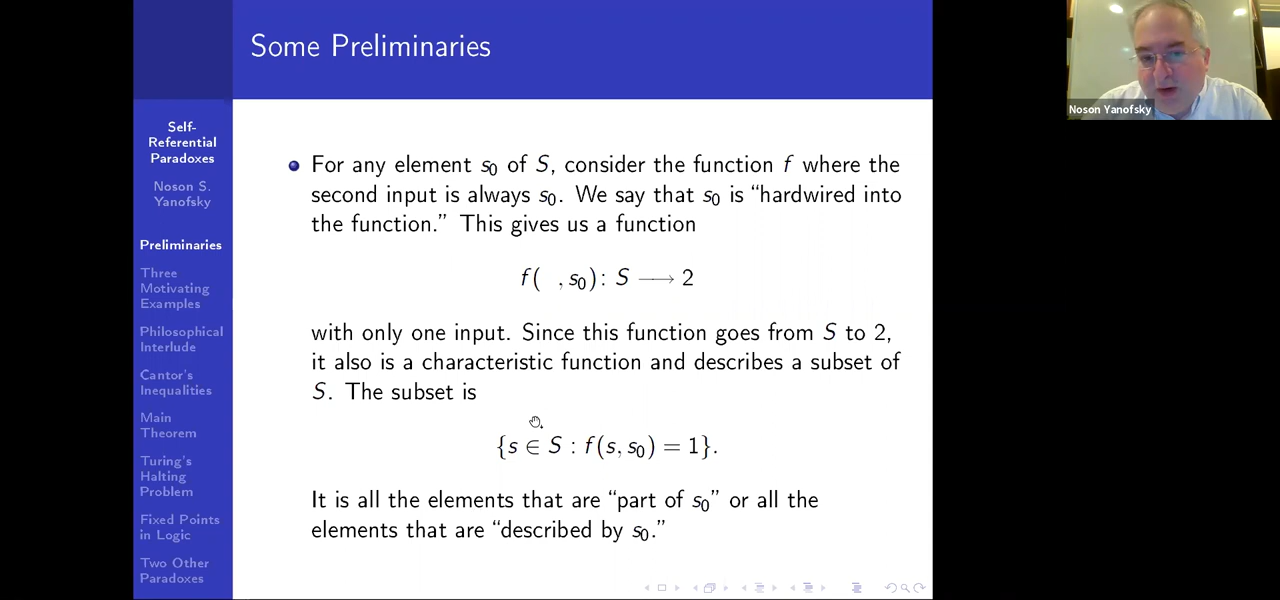 Some Preliminaries
Noson Yanofsky
Self-
Referential
Paradoxes
Noson S.
Yanofsky
Preliminaries
Three
Motivating
Examples
Philosophical
Interlude
Cantor's
Inequalities
Main
Theorem
Turing's
Halting
Problem
Fixed Points
in Logic
Two Other
Paradoxes
For any element s₀ of S, consider the function f where the
second input is always s₀. We say that s₀ is “hardwired into
the function.” This gives us a function
f(  , s₀): S ⟶ 2
with only one input. Since this function goes from S to 2,
it also is a characteristic function and describes a subset of
S. The subset is
{s ∈ S : f(s, s₀) = 1}.
It is all the elements that are “part of s₀” or all the
elements that are “described by s₀.”